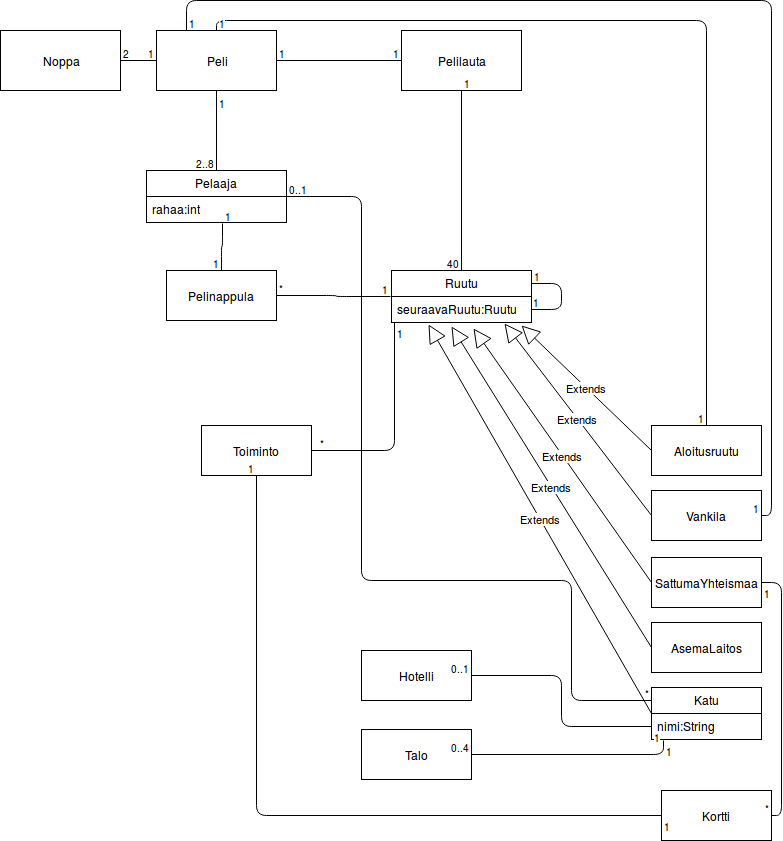 1
1
Noppa
2
1
Peli
1
1
Pelilauta
1
1
2..8
Pelaaja
0..1
rahaa:int
1
1
Pelinappula
*
1
40
Ruutu
1
seuraavaRuutu:Ruutu
1
1
Extends
Extends
Extends
Extends
Extends
1
Aloitusruutu
Vankila
1
SattumaYhteismaa
1
AsemaLaitos
Toiminto
*
1
Hotelli
0..1
*
Katu
nimi:String
1
1
Talo
0..4
Kortti
*
1